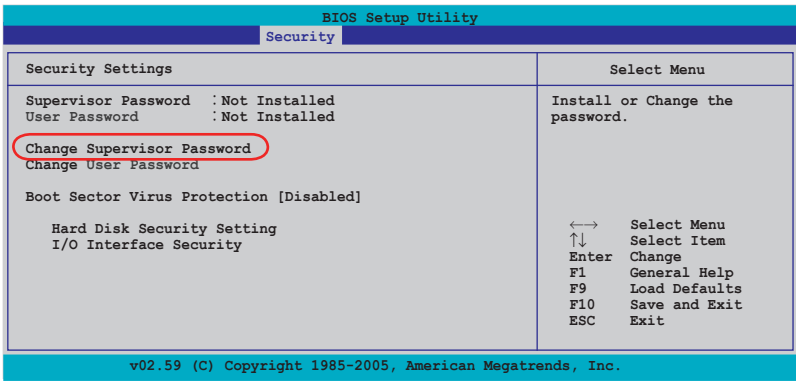 BIOS Setup Utility
Security
Security Settings
Supervisor Password : Not Installed
User Password : Not Installed
Change Supervisor Password
Change User Password
Boot Sector Virus Protection [Disabled]
Hard Disk Security Setting
I/O Interface Security
Select Menu
Install or Change the
password.
←→ Select Menu
↑↓ Select Item
Enter Change
F1 General Help
F9 Load Defaults
F10 Save and Exit
ESC Exit
v02.59 (C) Copyright 1985-2005, American Megatrends, Inc.